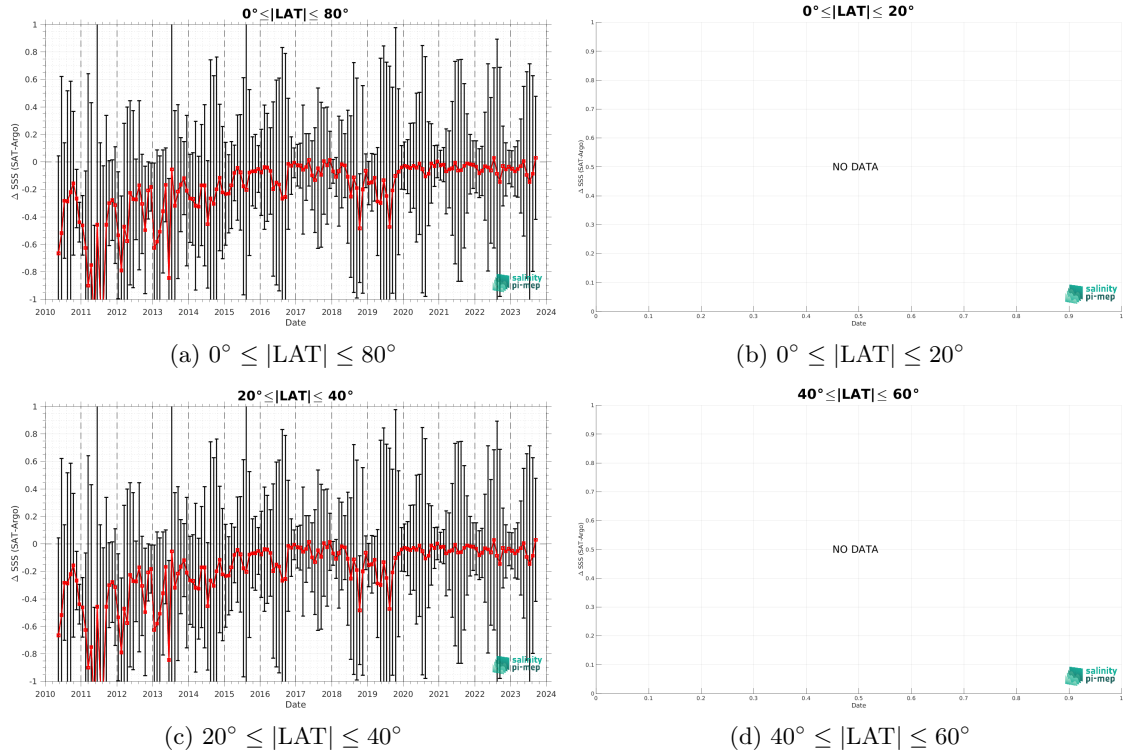 0°≤|LAT|≤ 80°
Δ SSS (SAT-Argo)
1
0.8
0.6
0.4
0.2
0
-0.2
-0.4
-0.6
-0.8
-1
2010 2011 2012 2013 2014 2015 2016 2017 2018 2019 2020 2021 2022 2023 2024
Date
salinity
pi-mep
(a) 0° ≤ |LAT| ≤ 80°
0°≤|LAT|≤ 20°
Δ SSS (SAT-Argo)
1
0.9
0.8
0.7
0.6
0.5
0.4
0.3
0.2
0.1
0
NO DATA
0 0.1 0.2 0.3 0.4 0.5 0.6 0.7 0.8 0.9 1
Date
salinity
pi-mep
(b) 0° ≤ |LAT| ≤ 20°
20°≤|LAT|≤ 40°
Δ SSS (SAT-Argo)
1
0.8
0.6
0.4
0.2
0
-0.2
-0.4
-0.6
-0.8
-1
2010 2011 2012 2013 2014 2015 2016 2017 2018 2019 2020 2021 2022 2023 2024
Date
salinity
pi-mep
(c) 20° ≤ |LAT| ≤ 40°
40°≤|LAT|≤ 60°
Δ SSS (SAT-Argo)
1
0.9
0.8
0.7
0.6
0.5
0.4
0.3
0.2
0.1
0
NO DATA
0 0.1 0.2 0.3 0.4 0.5 0.6 0.7 0.8 0.9 1
Date
salinity
pi-mep
(d) 40° ≤ |LAT| ≤ 60°